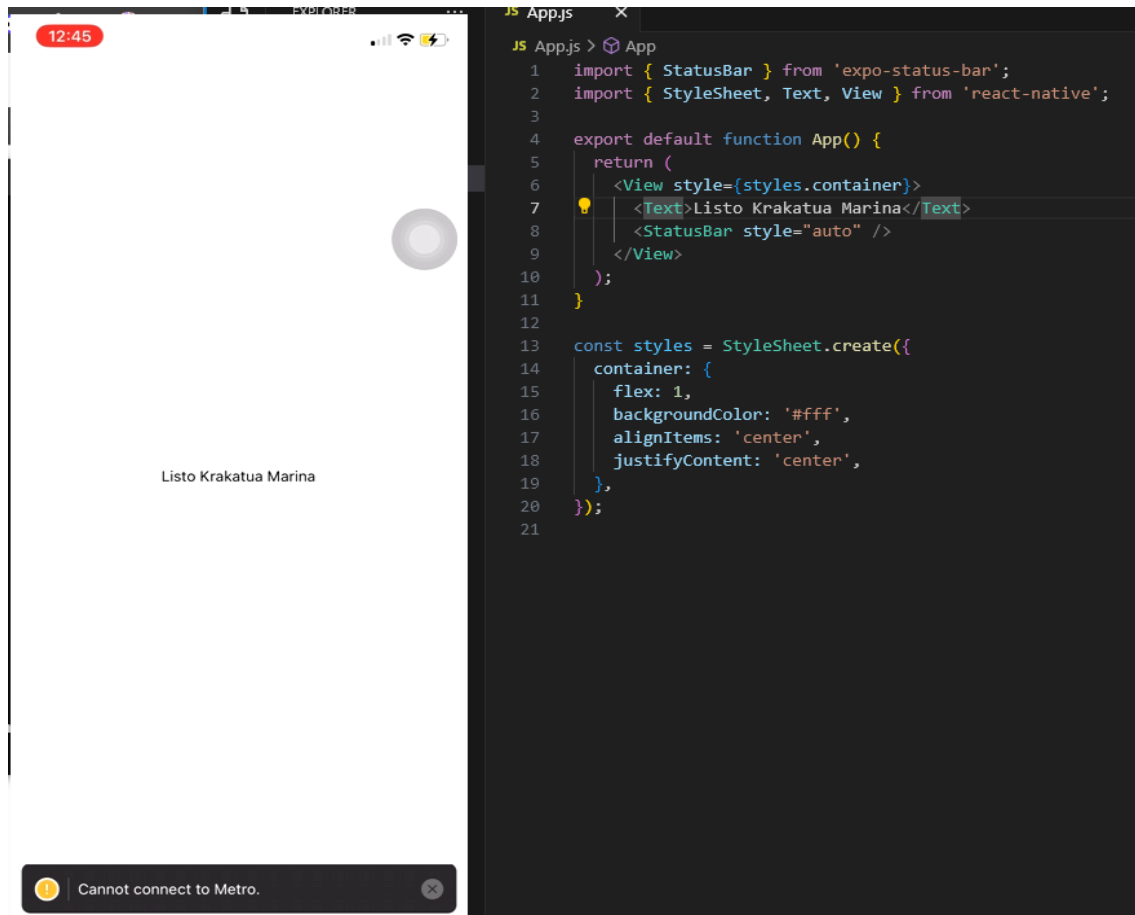 12:45
Listo Krakatua Marina
Cannot connect to Metro.
EXPLORER
JS App.js
JS App.js > App
1 import { StatusBar } from 'expo-status-bar';
2 import { StyleSheet, Text, View } from 'react-native';
3
4 export default function App() {
5 return (
6 <View style={styles.container}>
7 <Text>Listo Krakatua Marina</Text>
8 <StatusBar style="auto" />
9 </View>
10 );
11 }
12
13 const styles = StyleSheet.create({
14 container: {
15 flex: 1,
16 backgroundColor: '#fff',
17 alignItems: 'center',
18 justifyContent: 'center',
19 },
20 });
21